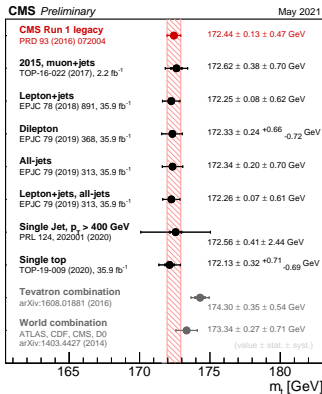 CMS Preliminary
May 2021
CMS Run 1 legacy
PRD 93 (2016) 072004
172.44 ± 0.13 ± 0.47 GeV
2015, muon+jets
TOP-16-022 (2017), 2.2 fb⁻¹
172.62 ± 0.38 ± 0.70 GeV
Lepton+jets
EPJC 78 (2018) 891, 35.9 fb⁻¹
172.25 ± 0.08 ± 0.62 GeV
Dilepton
EPJC 79 (2019) 368, 35.9 fb⁻¹
172.33 ± 0.24 +0.66 -0.72 GeV
All-jets
EPJC 79 (2019) 313, 35.9 fb⁻¹
172.34 ± 0.20 ± 0.70 GeV
Lepton+jets, all-jets
EPJC 79 (2019) 313, 35.9 fb⁻¹
172.26 ± 0.07 ± 0.61 GeV
Single Jet, p_T > 400 GeV
PRL 124, 202001 (2020)
172.56 ± 0.41 ± 2.44 GeV
Single top
TOP-19-009 (2020), 35.9 fb⁻¹
172.13 ± 0.32 +0.71 -0.69 GeV
Tevatron combination
arXiv:1608.01881 (2016)
174.30 ± 0.35 ± 0.54 GeV
World combination
ATLAS, CDF, CMS, D0
arXiv:1403.4427 (2014)
173.34 ± 0.27 ± 0.71 GeV
(value ± stat. ± syst.)
165 170 175 180
m_t [GeV]